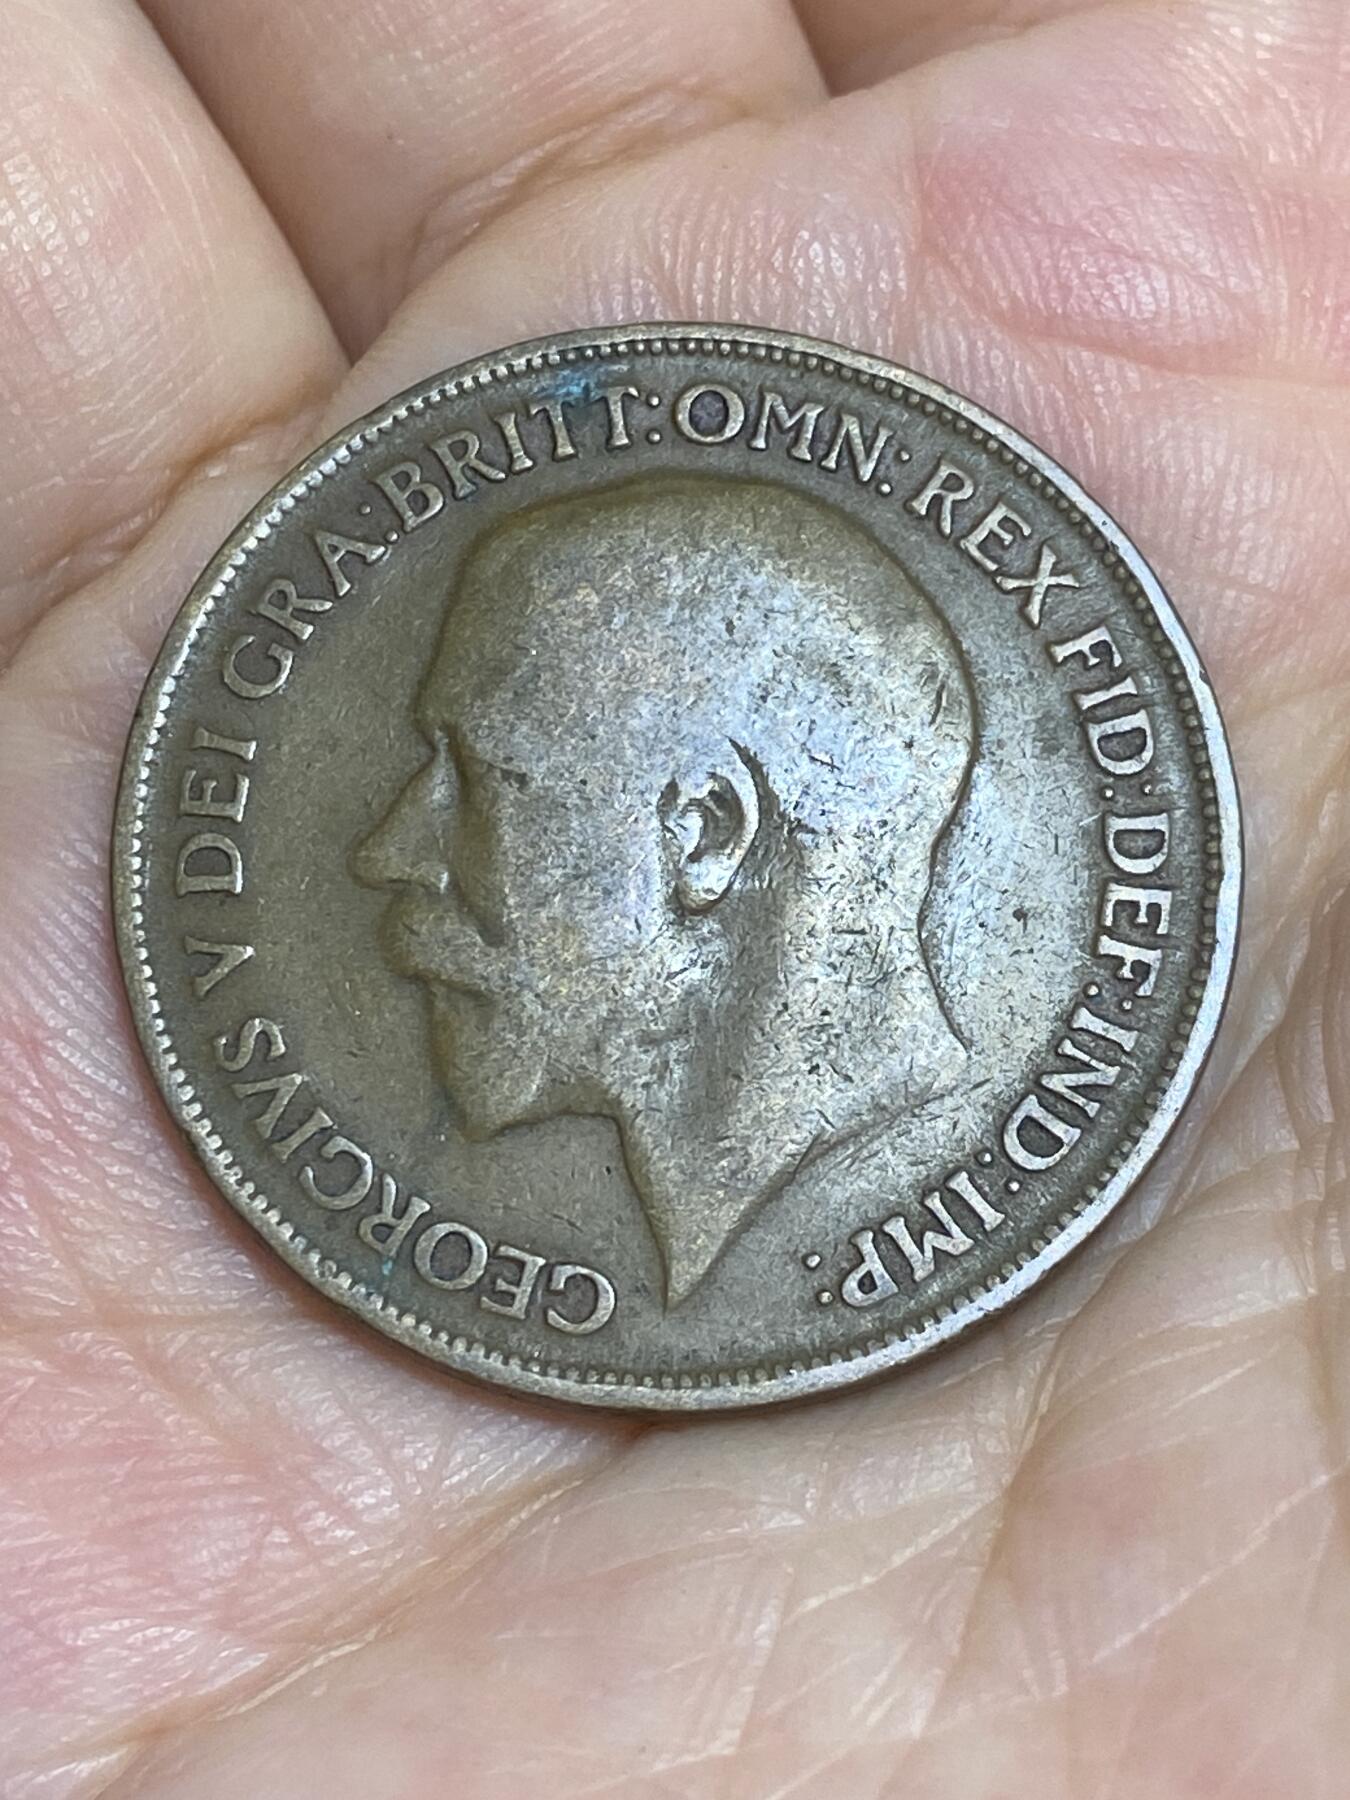 GEORGIVS V DEI GRA:BRITT:OMN:REX FID:DEF:IND:IMP: